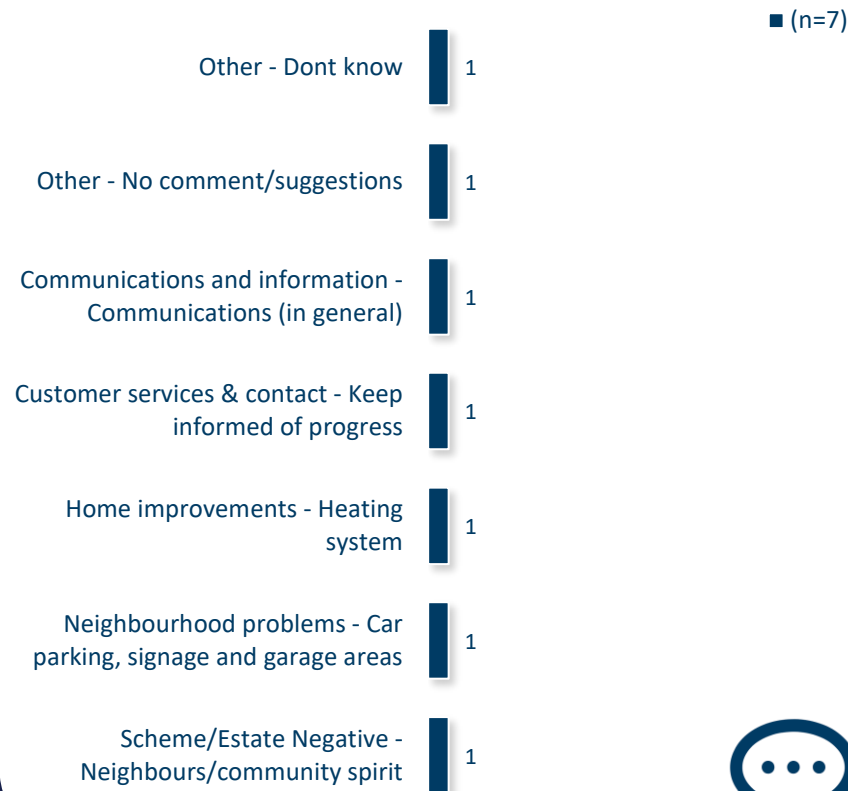 (n=7)
Other - Dont know
1
Other - No comment/suggestions
1
Communications and information -
Communications (in general)
1
Customer services & contact - Keep
informed of progress
1
Home improvements - Heating
system
1
Neighbourhood problems - Car
parking, signage and garage areas
1
Scheme/Estate Negative -
Neighbours/community spirit
1